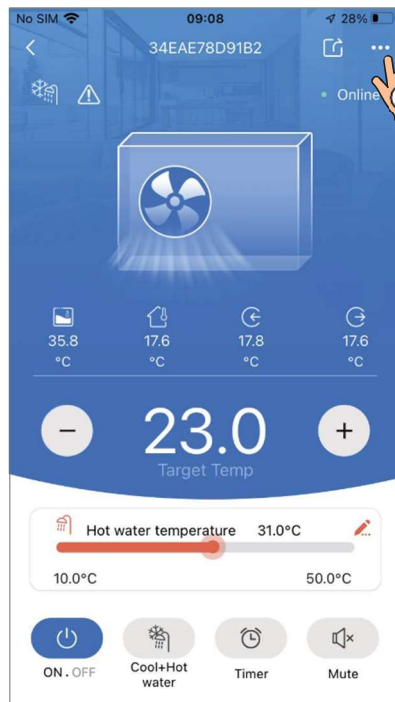 No SIM 09:08 28%
34EAE78D91B2
Online
35.8 17.6 17.8 17.6
°C °C °C °C
23.0
Target Temp
Hot water temperature 31.0°C
10.0°C 50.0°C
ON . OFF Cool+Hot water Timer Mute